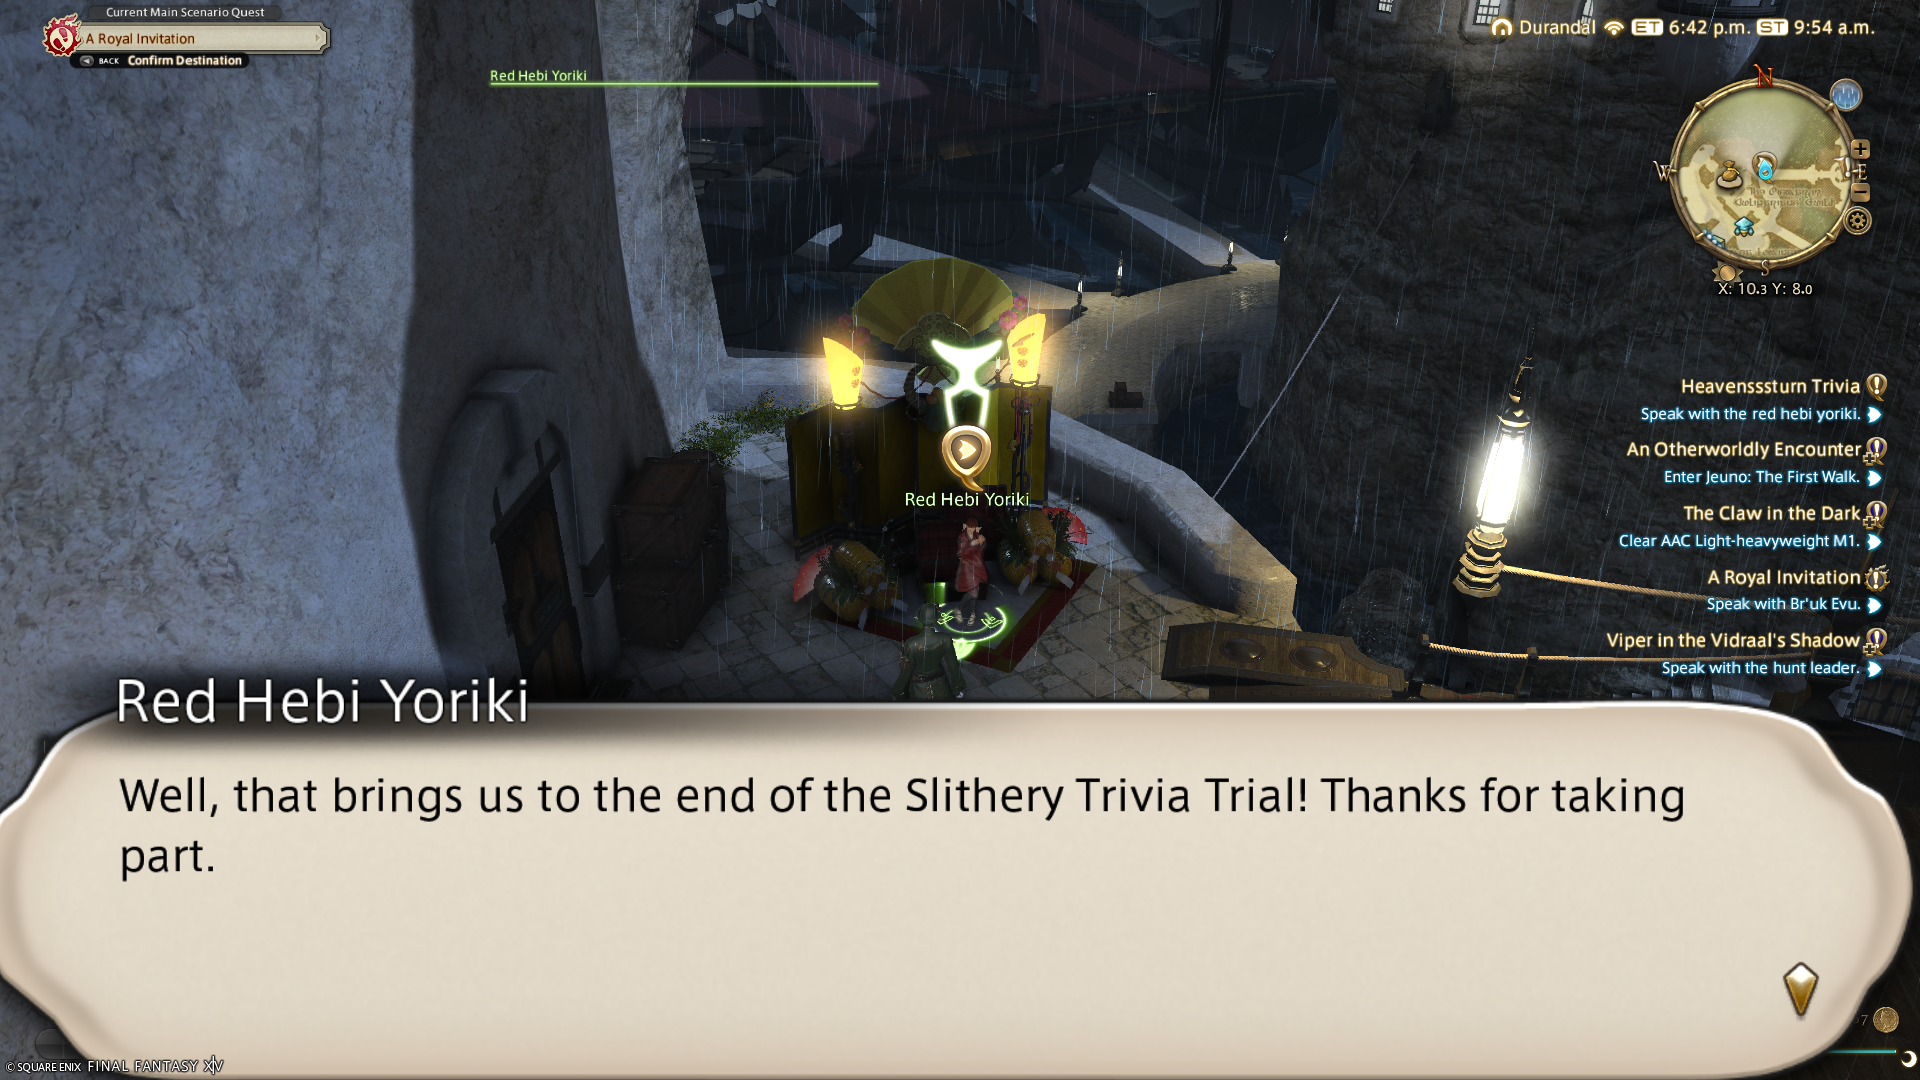 Current Main Scenario Quest
A Royal Invitation
BACK Confirm Destination
Red Hebi Yoriki
Durandal ET 6:42 p.m. ST 9:54 a.m.
N
W
E
S
X: 10.3 Y: 8.0
Heavensssturn Trivia
Speak with the red hebi yoriki.
An Otherworldly Encounter
Enter Jeuno: The First Walk.
The Claw in the Dark
Clear AAC Light-heavyweight M1.
A Royal Invitation
Speak with Br'uk Evu.
Viper in the Vidraal's Shadow
Speak with the hunt leader.
Red Hebi Yoriki
Red Hebi Yoriki
Well, that brings us to the end of the Slithery Trivia Trial! Thanks for taking
part.
7
© SQUARE ENIX FINAL FANTASY XIV